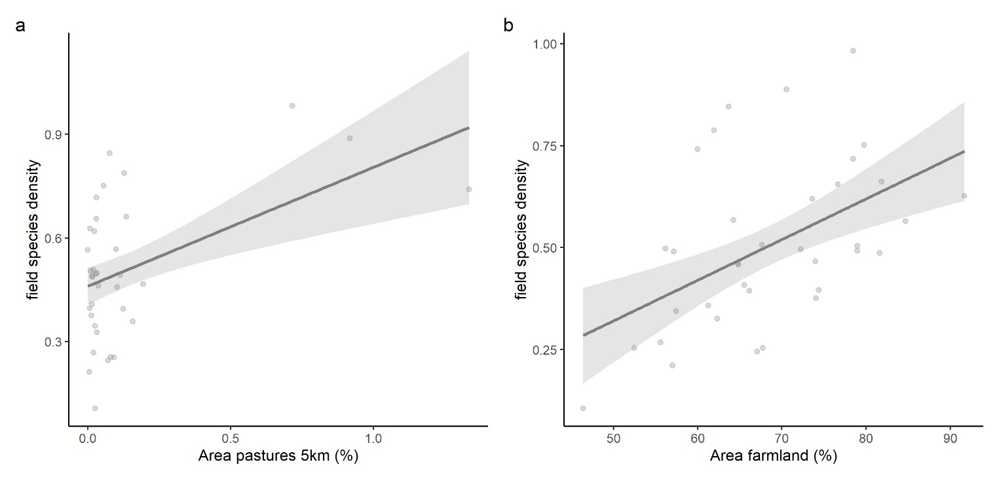 a
field species density
0.9
0.6
0.3
0.0 0.5 1.0
Area pastures 5km (%)
b
field species density
1.00
0.75
0.50
0.25
50 60 70 80 90
Area farmland (%)